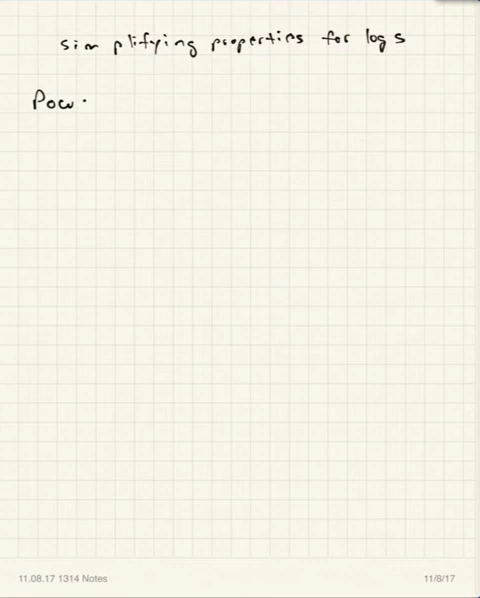 simplifying properties for logs
Pow.
11.08.17 1314 Notes
11/8/17